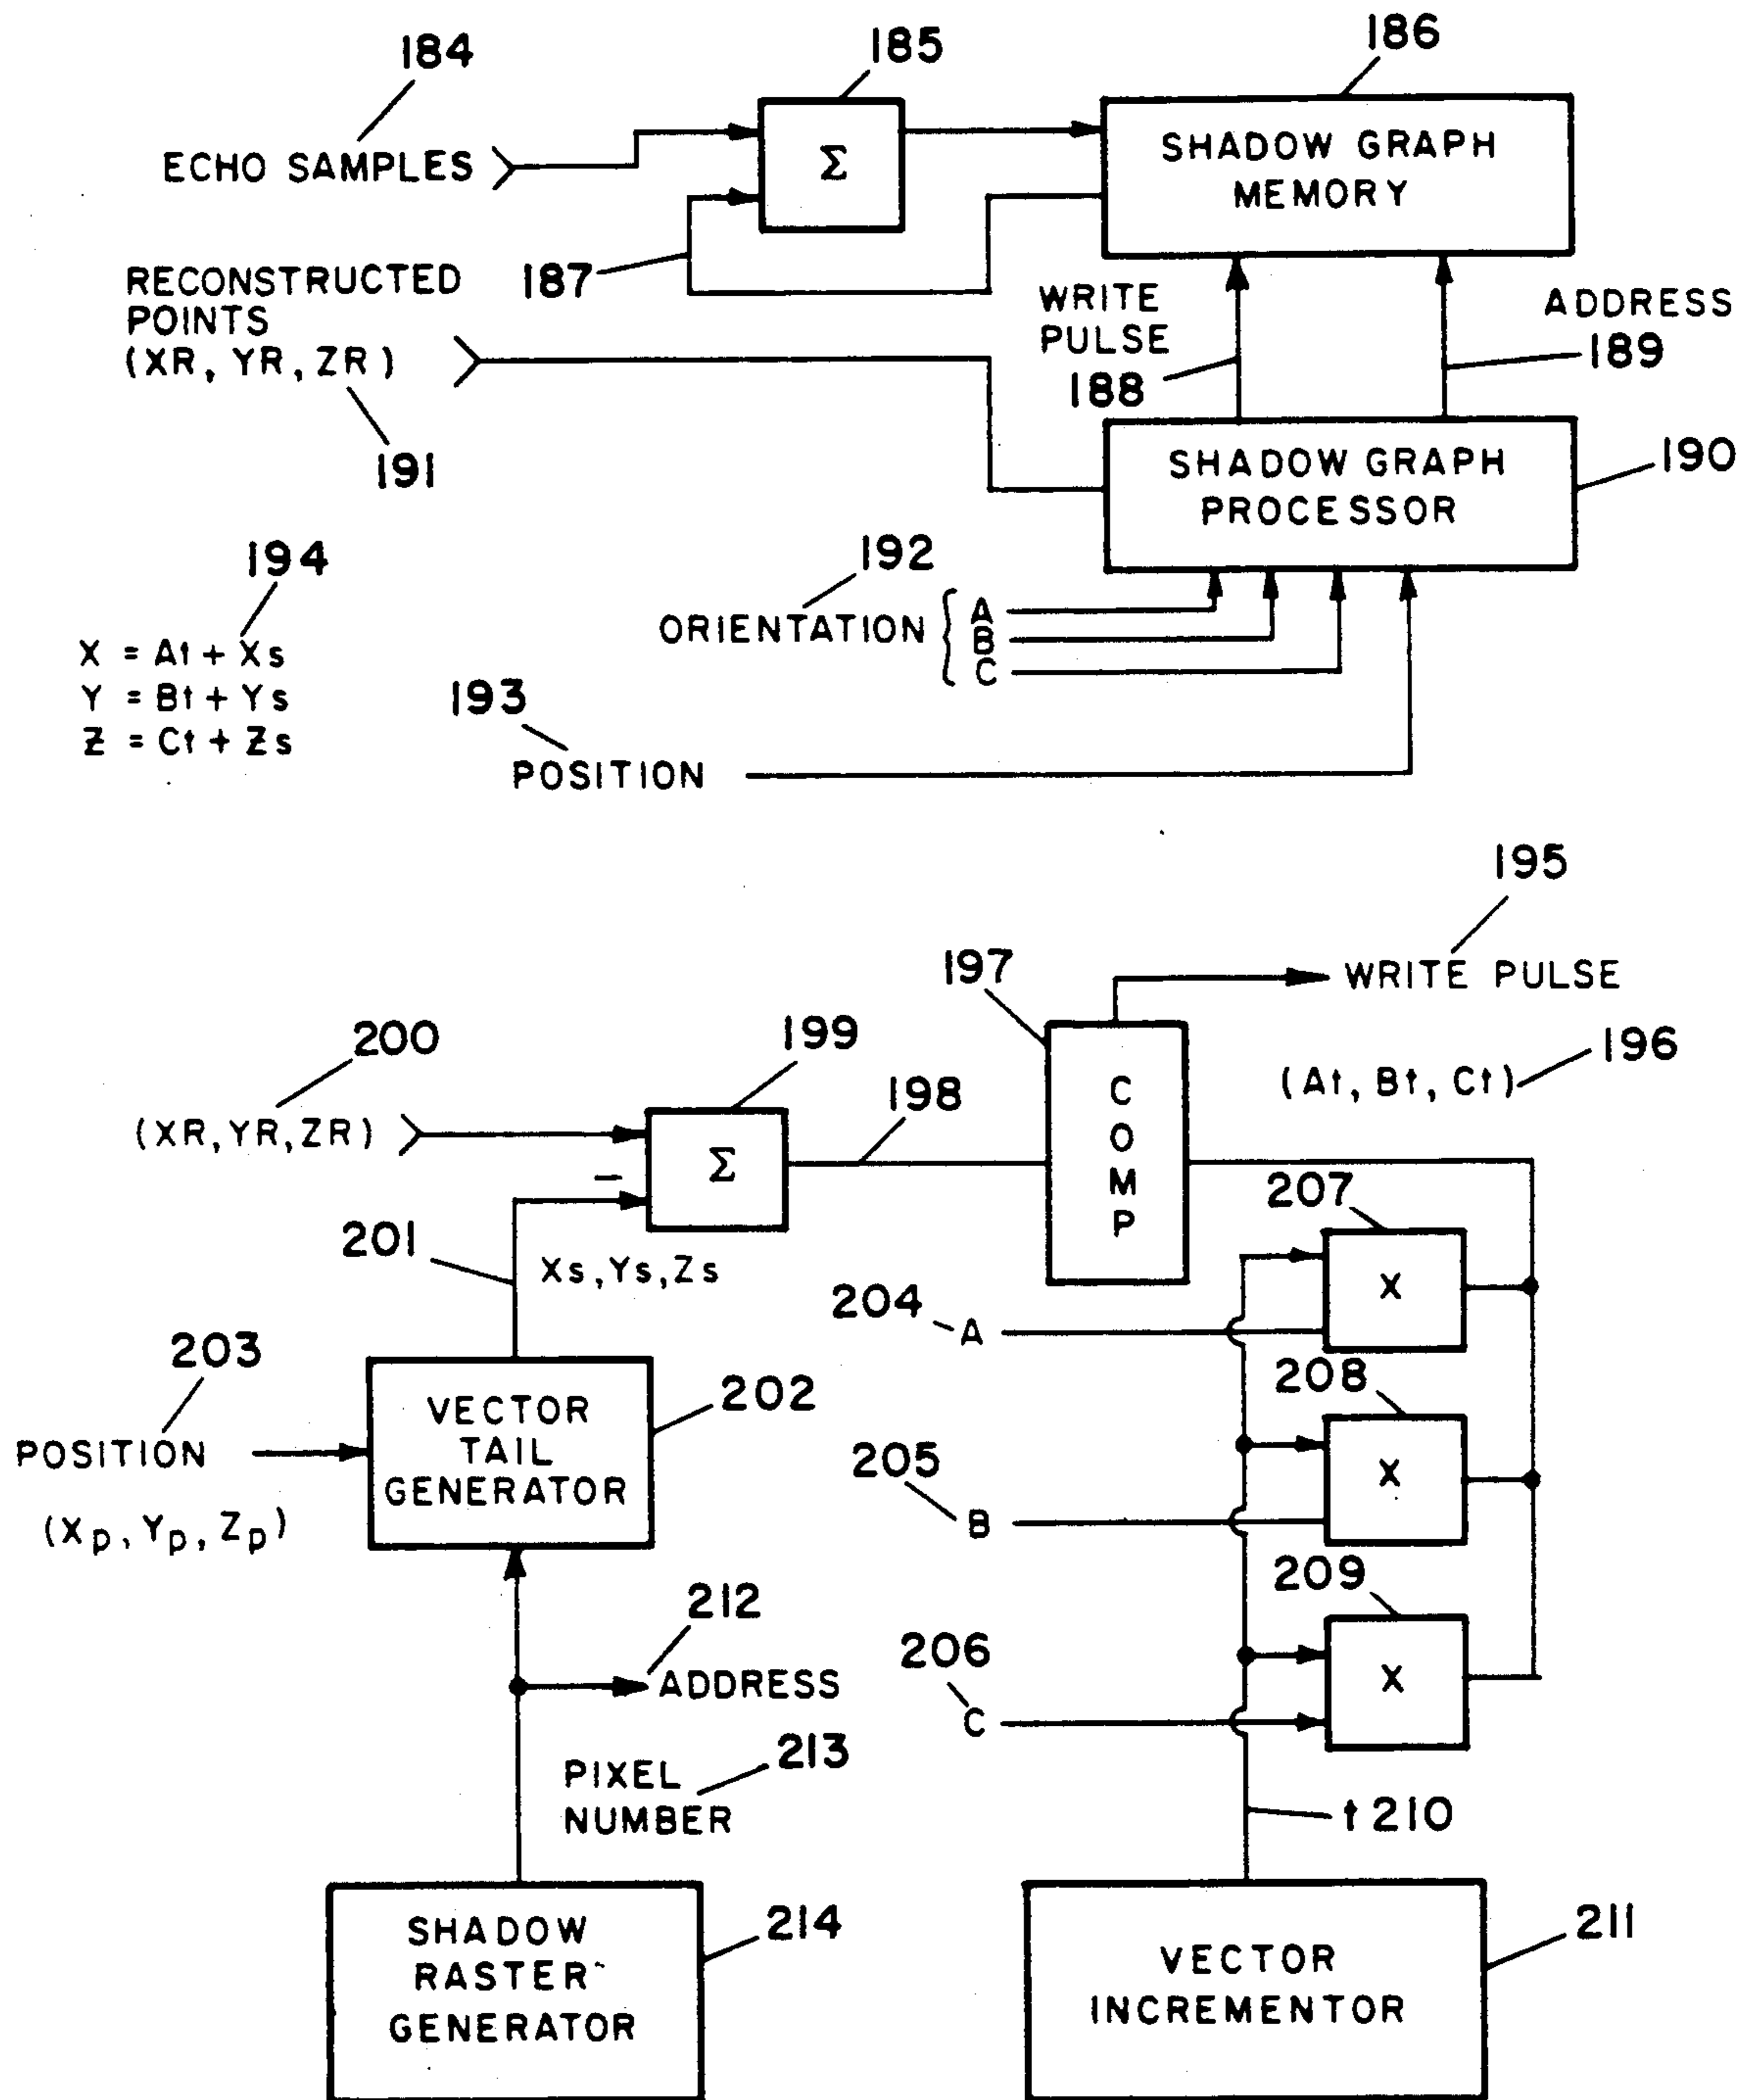 184
185
186
ECHO SAMPLES
Σ
SHADOW GRAPH
MEMORY
RECONSTRUCTED
POINTS
(XR, YR, ZR)
187
WRITE
PULSE
188
ADDRESS
189
191
SHADOW GRAPH
PROCESSOR
190
194
X = At + Xs
Y = Bt + Ys
Z = Ct + Zs
192
ORIENTATION { A
B
C
193
POSITION
195
WRITE PULSE
197
C
O
M
P
196
(At, Bt, Ct)
200
(XR, YR, ZR)
199
198
–
Σ
201
Xs, Ys, Zs
207
X
204
A
203
POSITION
(Xp, Yp, Zp)
VECTOR
TAIL
GENERATOR
202
208
X
205
B
209
X
206
C
212
ADDRESS
PIXEL
NUMBER
213
t 210
SHADOW
RASTER
GENERATOR
214
VECTOR
INCREMENTOR
211